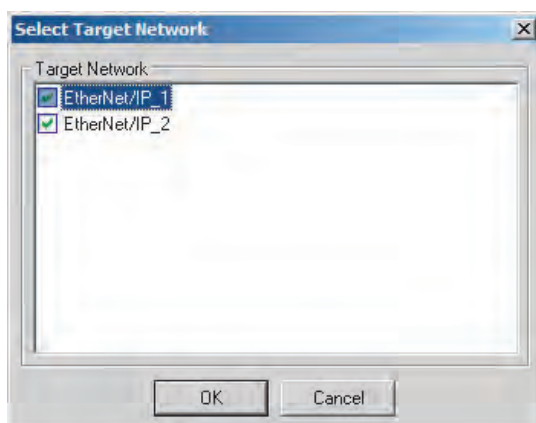 Select Target Network
Target Network
EtherNet/IP_1
EtherNet/IP_2
OK Cancel